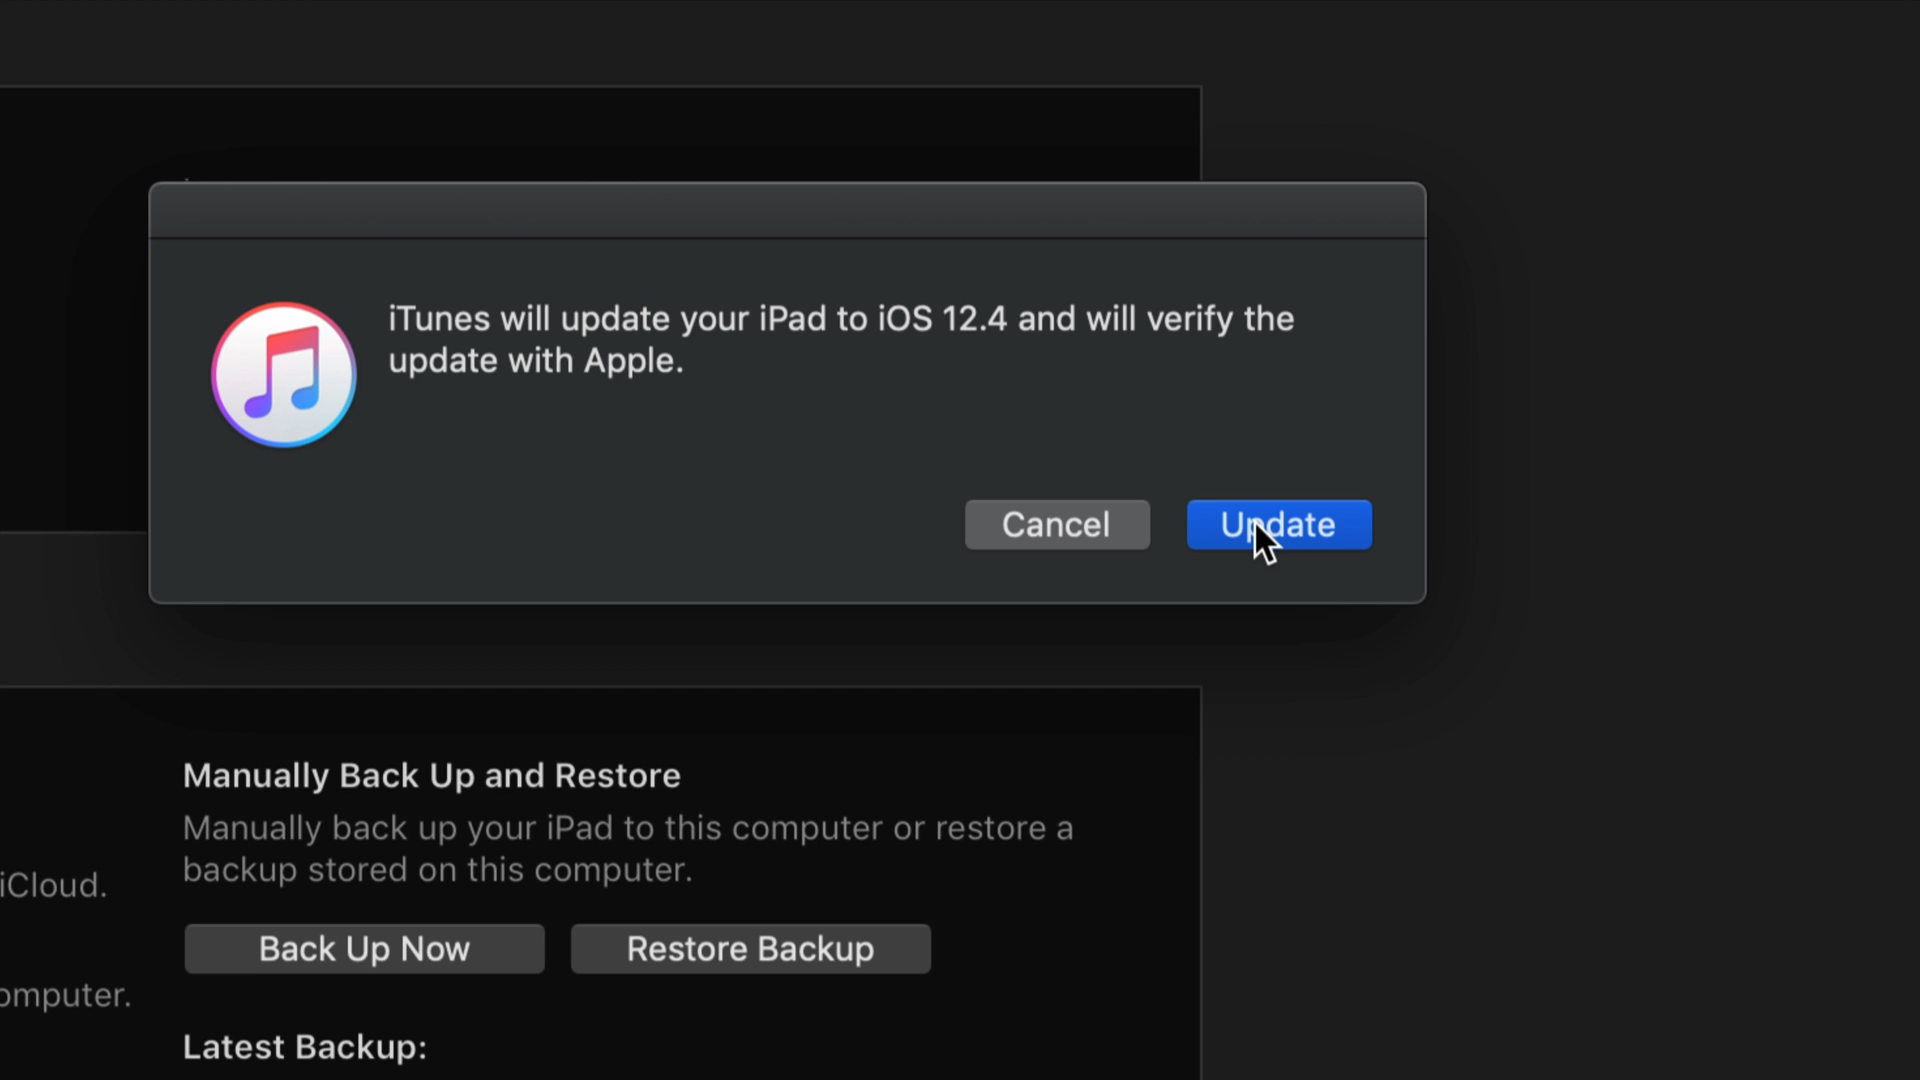 iTunes will update your iPad to iOS 12.4 and will verify the
update with Apple.
Cancel
Update
Manually Back Up and Restore
Manually back up your iPad to this computer or restore a
backup stored on this computer.
iCloud.
Back Up Now
Restore Backup
omputer.
Latest Backup: